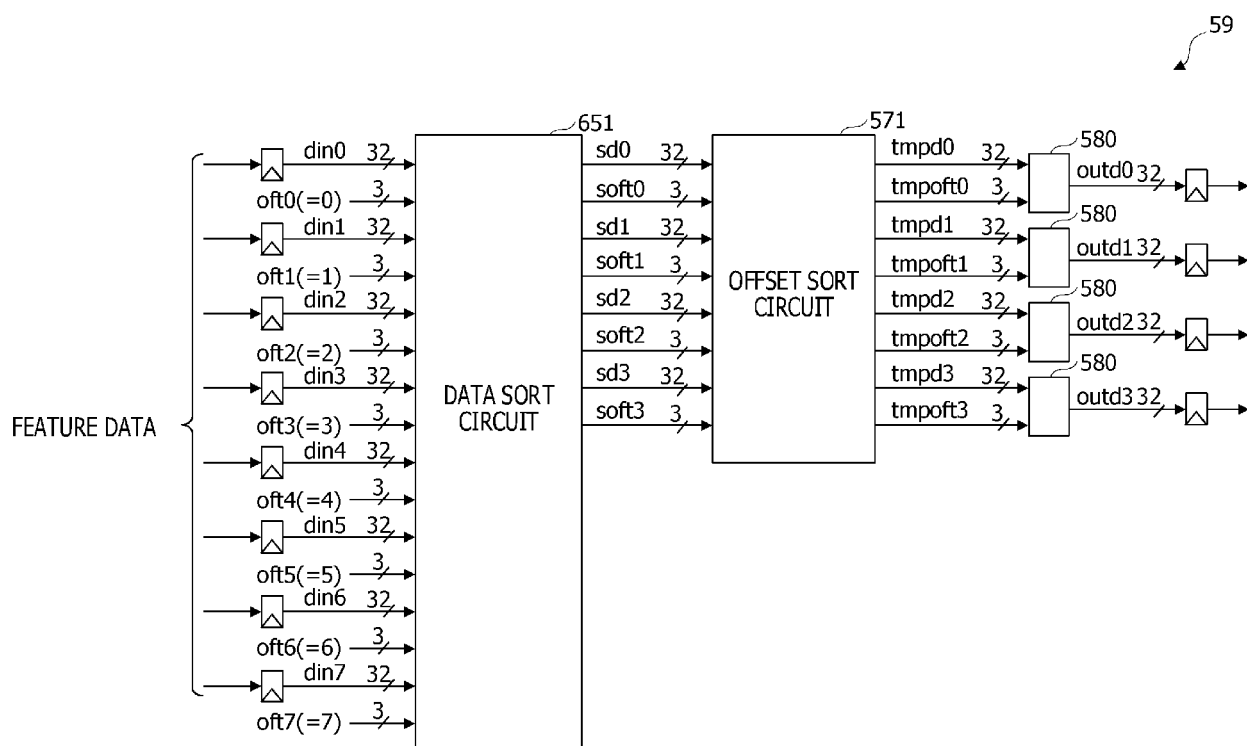 59
651
571
din0 32
sd0 32
tmpd0 32
580
oft0(=0) 3
soft0 3
tmpoft0 3
outd0 32
din1 32
sd1 32
tmpd1 32
580
oft1(=1) 3
soft1 3
tmpoft1 3
outd1 32
din2 32
sd2 32
OFFSET SORT
CIRCUIT
tmpd2 32
580
oft2(=2) 3
soft2 3
tmpoft2 3
outd2 32
din3 32
sd3 32
tmpd3 32
580
DATA SORT
CIRCUIT
FEATURE DATA
oft3(=3) 3
soft3 3
tmpoft3 3
outd3 32
din4 32
oft4(=4) 3
din5 32
oft5(=5) 3
din6 32
oft6(=6) 3
din7 32
oft7(=7) 3